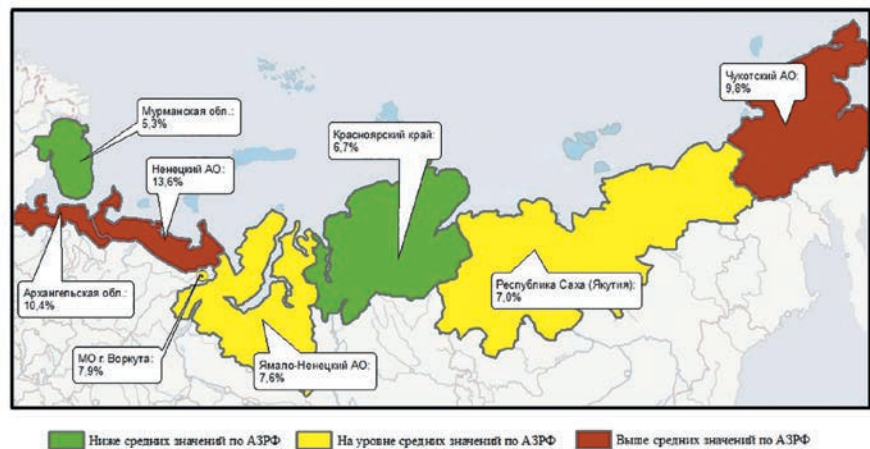 Чукотский АО:
9,8%
Мурманская обл.:
5,3%
Красноярский край:
6,7%
Ненецкий АО:
13,6%
Республика Саха (Якутия):
7,0%
Архангельская обл.:
10,4%
МО г. Воркута:
7,9%
Ямало-Ненецкий АО:
7,6%
Ниже средних значений по АЗРФ
На уровне средних значений по АЗРФ
Выше средних значений по АЗРФ